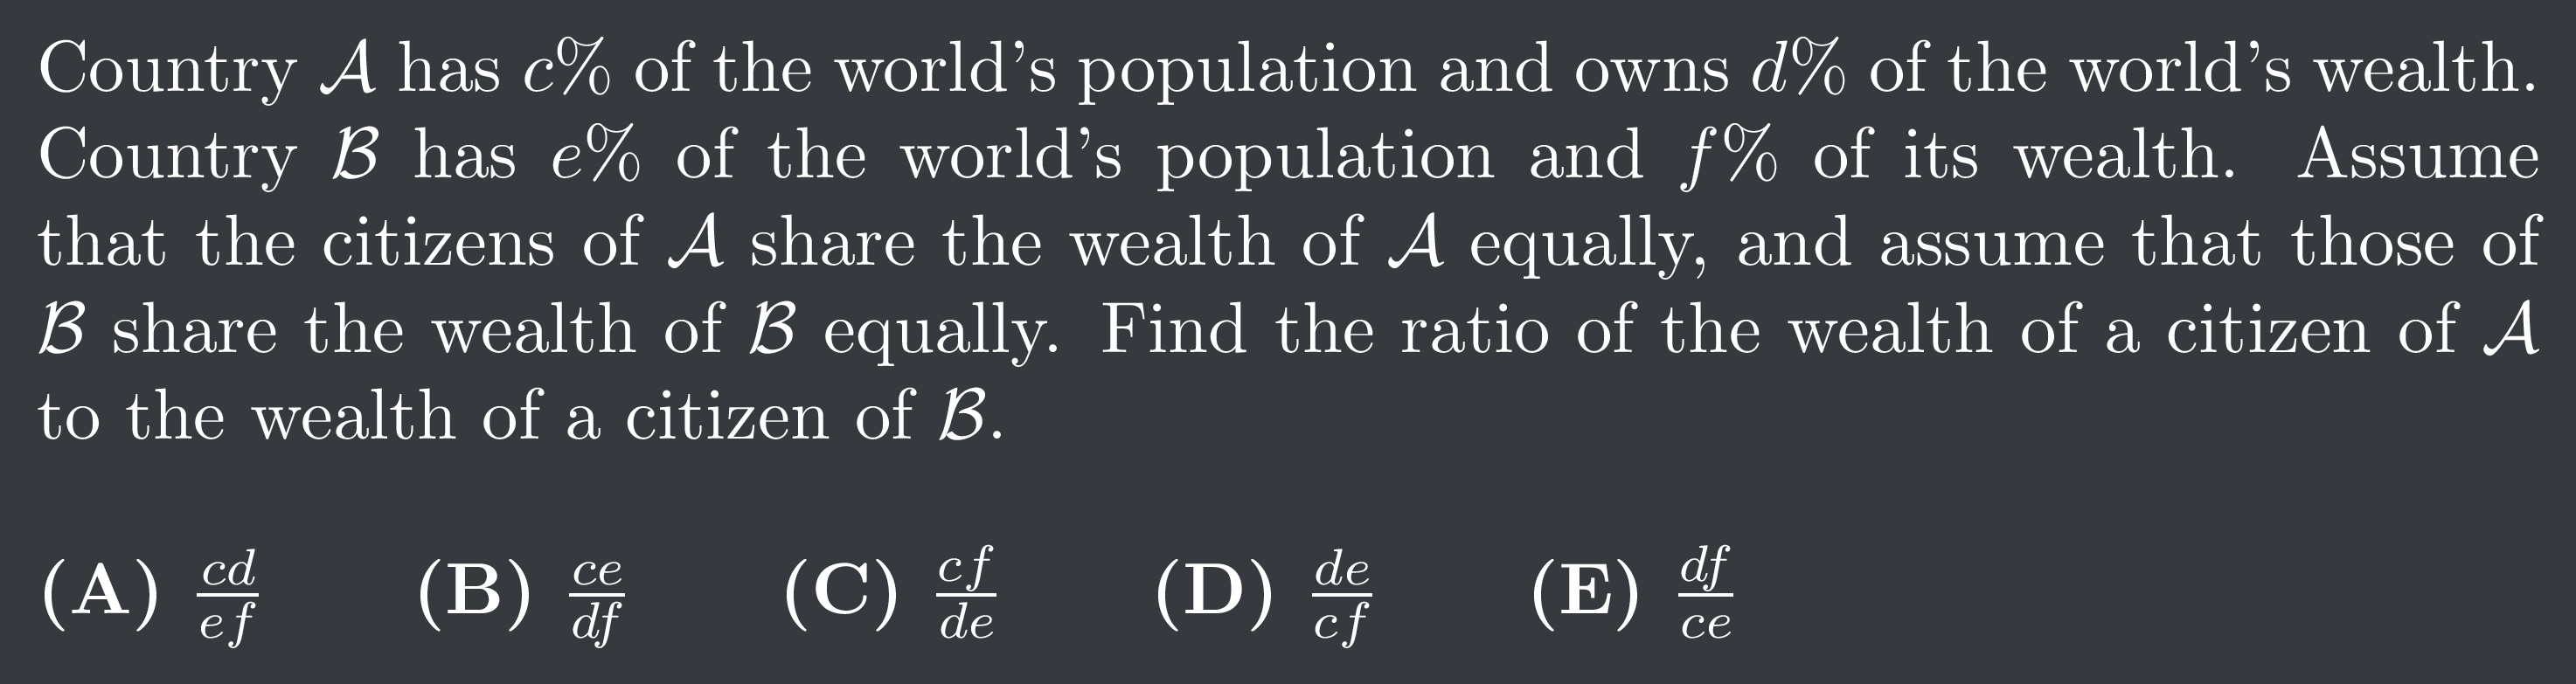 Country $\mathcal{A}$ has $c\%$ of the world's population and owns $d\%$ of the world's wealth.
Country $\mathcal{B}$ has $e\%$ of the world's population and $f\%$ of its wealth. Assume
that the citizens of $\mathcal{A}$ share the wealth of $\mathcal{A}$ equally, and assume that those of
$\mathcal{B}$ share the wealth of $\mathcal{B}$ equally. Find the ratio of the wealth of a citizen of $\mathcal{A}$
to the wealth of a citizen of $\mathcal{B}$.
(A) $\frac{cd}{ef}$ (B) $\frac{ce}{df}$ (C) $\frac{cf}{de}$ (D) $\frac{de}{cf}$ (E) $\frac{df}{ce}$